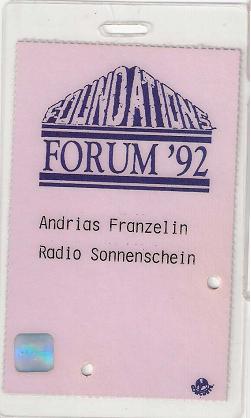 FOUNDATIONS
FORUM '92
Andrias Franzelin
Radio Sonnenschein